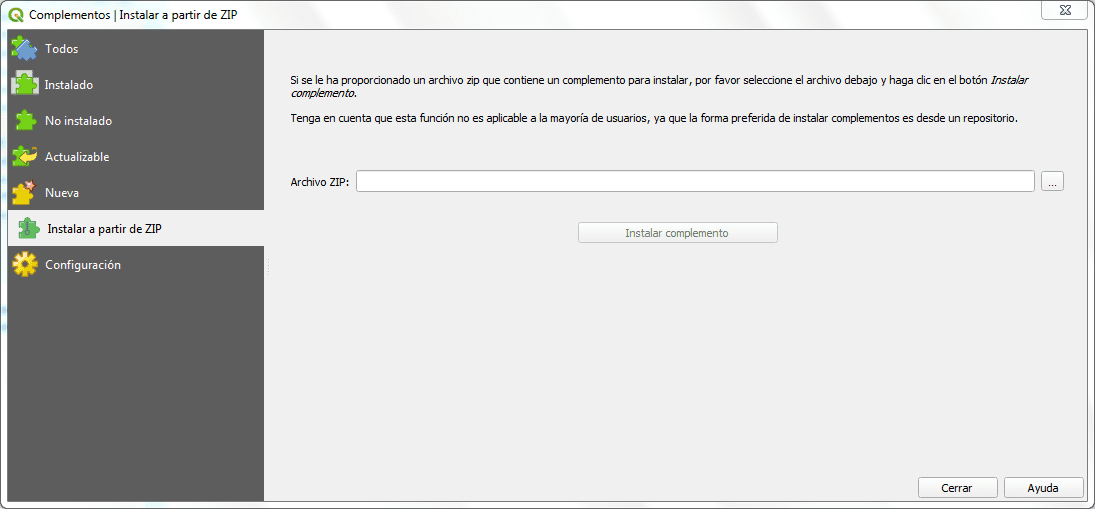 Complementos | Instalar a partir de ZIP
Todos
Instalado
No instalado
Actualizable
Nueva
Instalar a partir de ZIP
Configuración
Si se le ha proporcionado un archivo zip que contiene un complemento para instalar, por favor seleccione el archivo debajo y haga clic en el botón Instalar
complemento.
Tenga en cuenta que esta función no es aplicable a la mayoría de usuarios, ya que la forma preferida de instalar complementos es desde un repositorio.
Archivo ZIP:
...
Instalar complemento
Cerrar
Ayuda